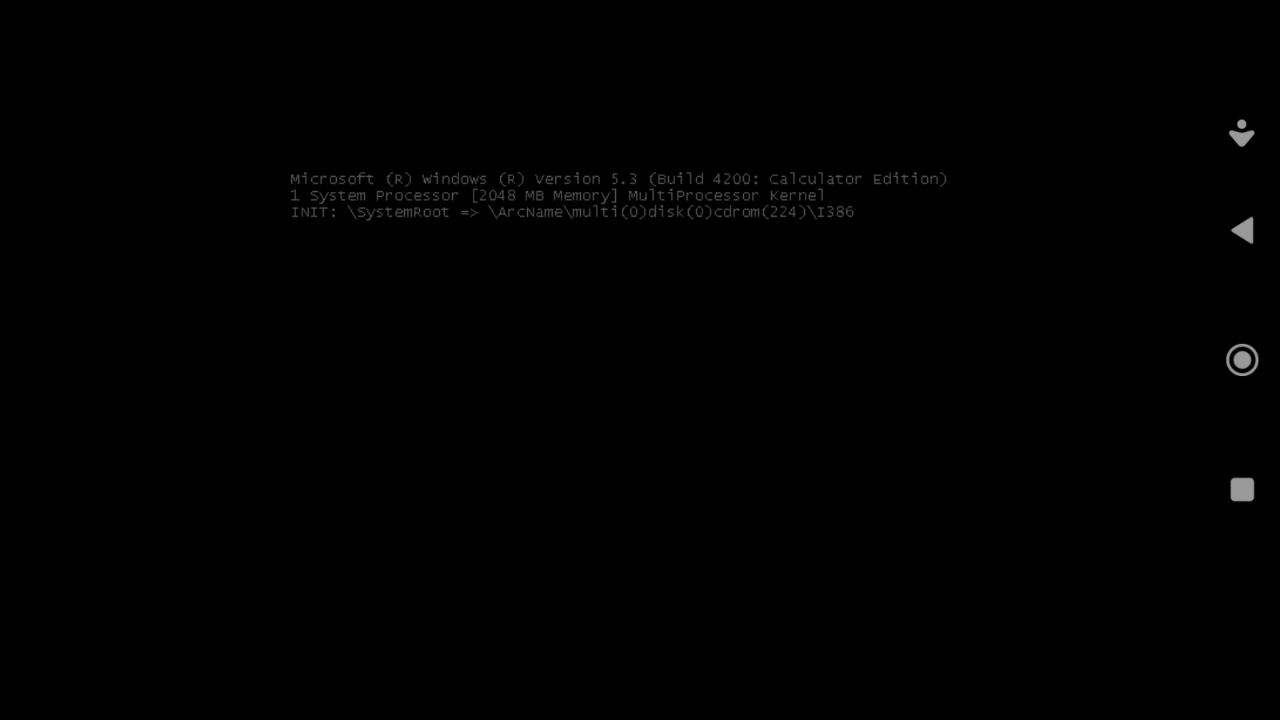 Microsoft (R) Windows (R) Version 5.3 (Build 4200: Calculator Edition)
1 System Processor [2048 MB Memory] MultiProcessor Kernel
INIT: \SystemRoot => \ArcName\multi(0)disk(0)cdrom(224)\I386